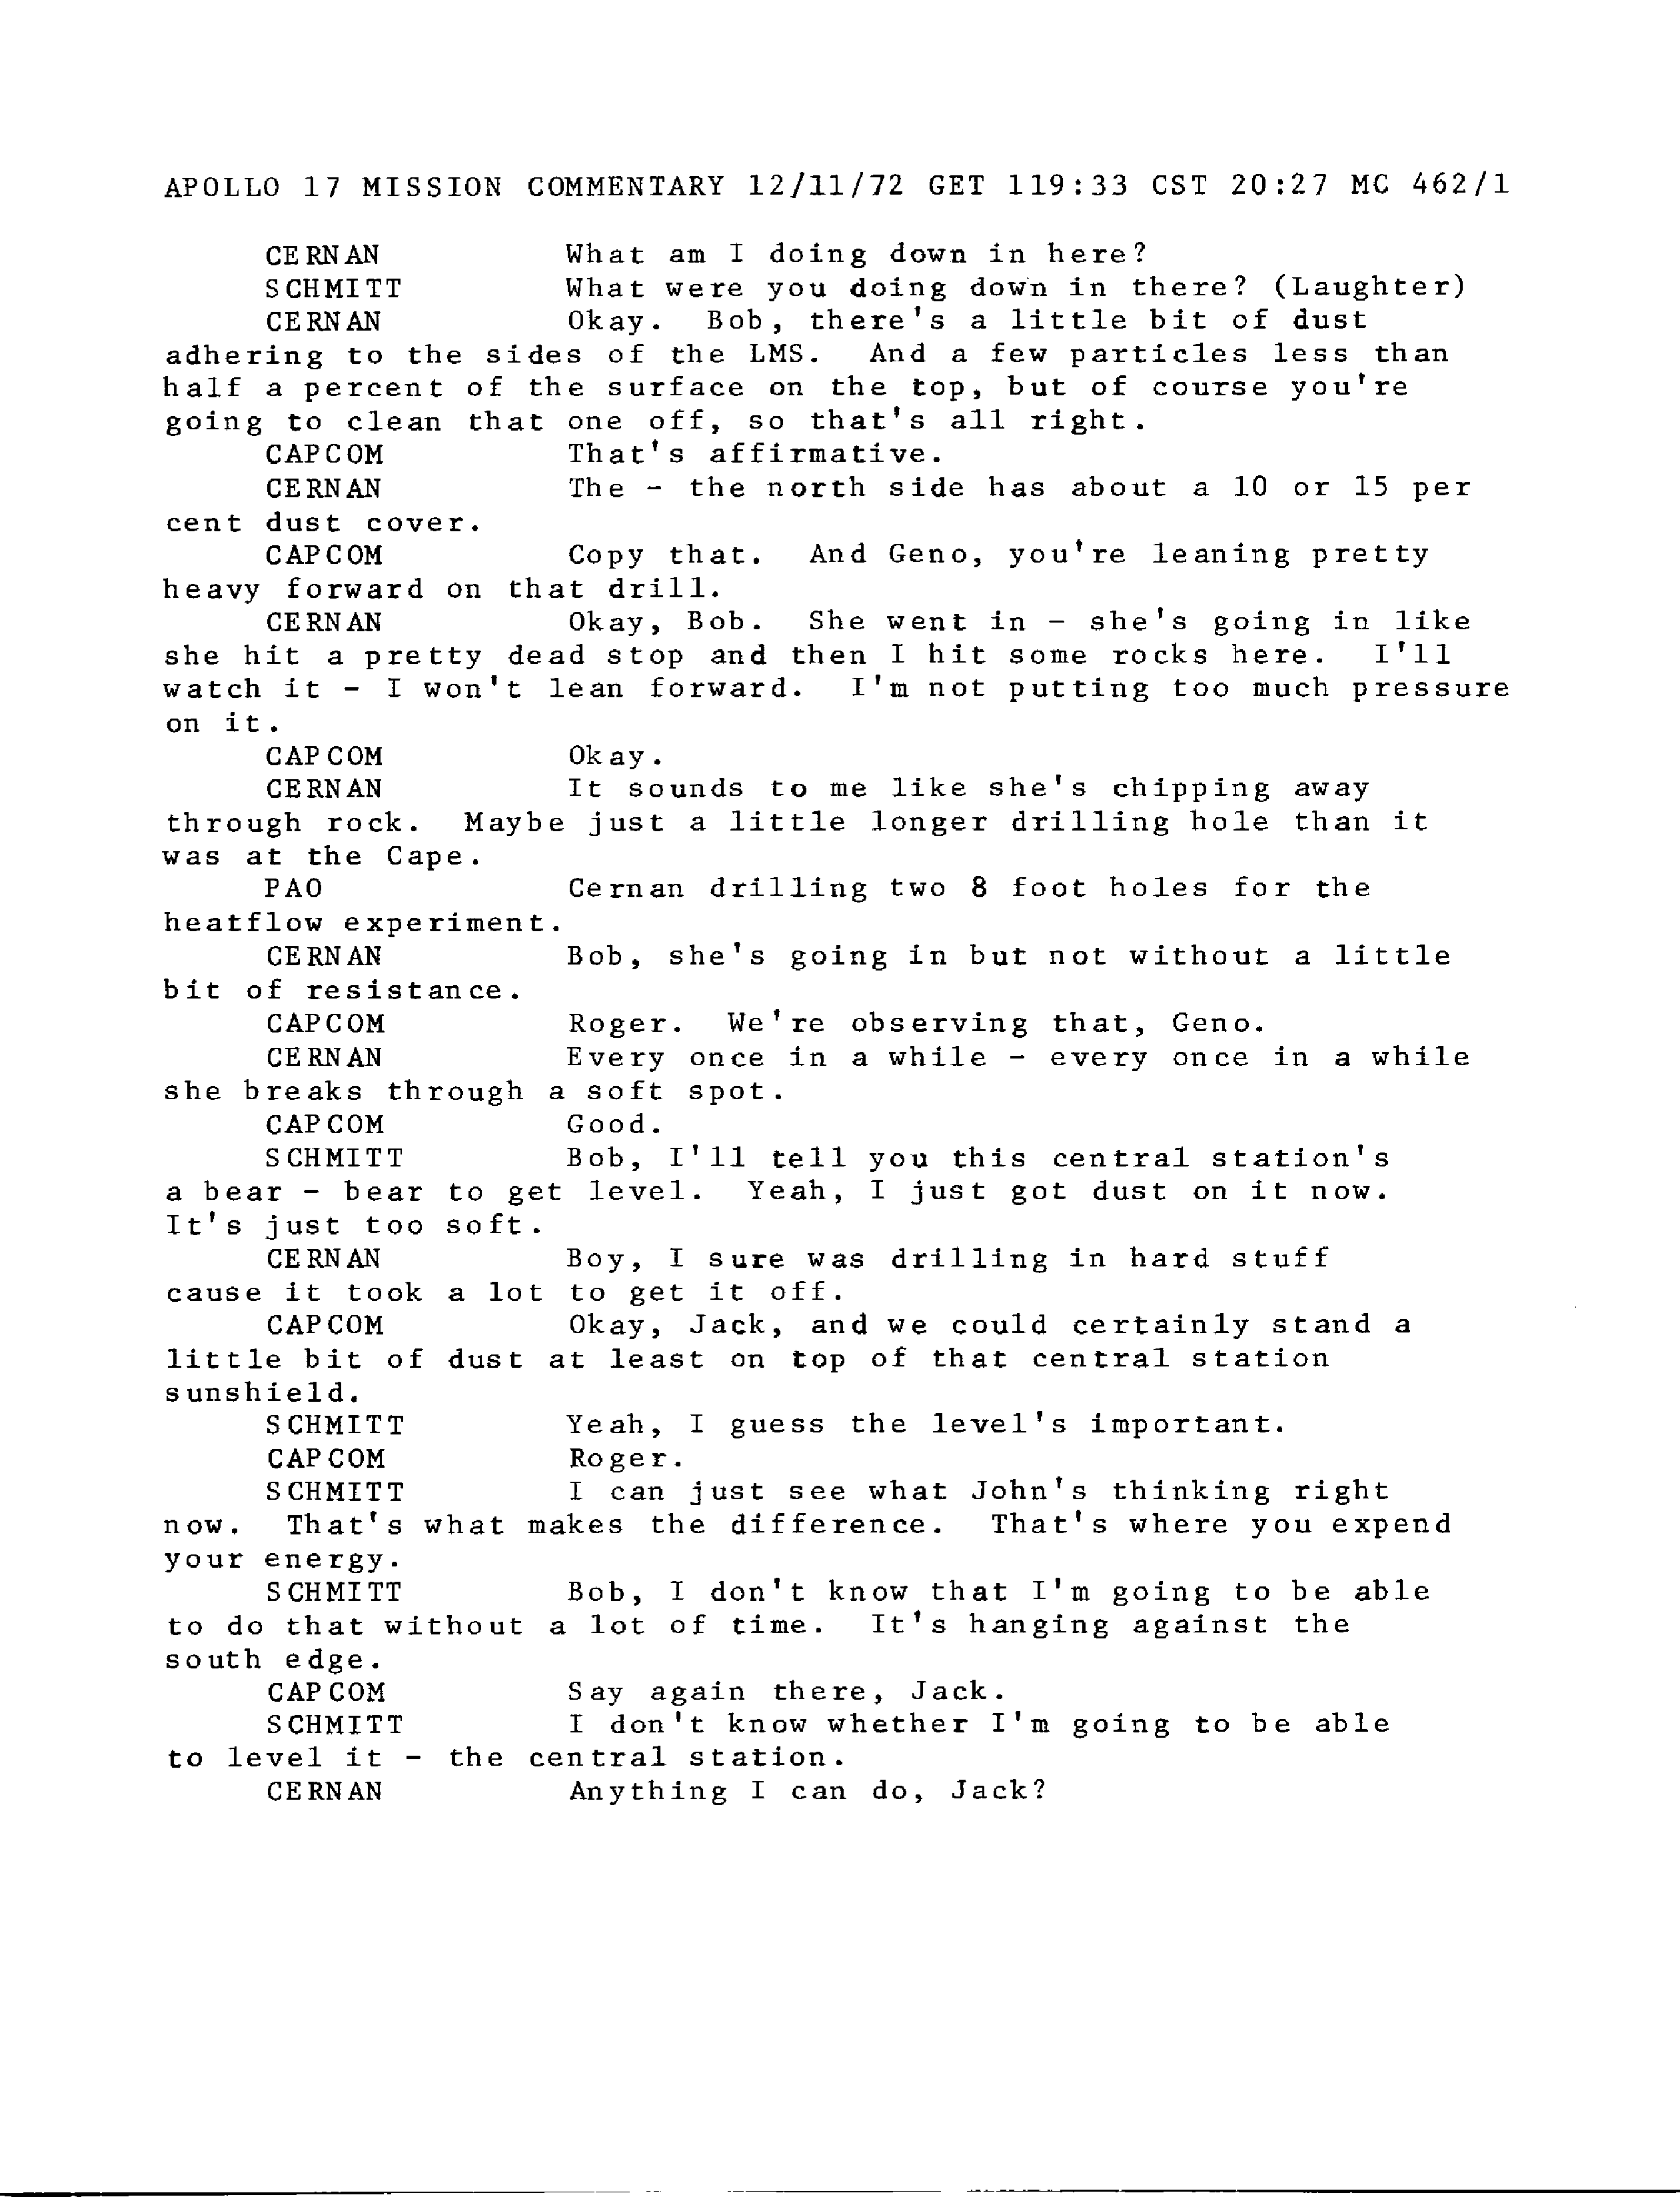 APOLLO 17 MISSION COMMENTARY 12/11/72 GET 119:33 CST 20:27 MC 462/1
CERNAN What am I doing down in here?
SCHMITT What were you doing down in there? (Laughter)
CERNAN Okay. Bob, there's a little bit of dust
adhering to the sides of the LMS. And a few particles less than
half a percent of the surface on the top, but of course you're
going to clean that one off, so that's all right.
CAPCOM That's affirmative.
CERNAN The - the north side has about a 10 or 15 per
cent dust cover.
CAPCOM Copy that. And Geno, you're leaning pretty
heavy forward on that drill.
CERNAN Okay, Bob. She went in - she's going in like
she hit a pretty dead stop and then I hit some rocks here. I'll
watch it - I won't lean forward. I'm not putting too much pressure
on it.
CAPCOM Okay.
CERNAN It sounds to me like she's chipping away
through rock. Maybe just a little longer drilling hole than it
was at the Cape.
PAO Cernan drilling two 8 foot holes for the
heatflow experiment.
CERNAN Bob, she's going in but not without a little
bit of resistance.
CAPCOM Roger. We're observing that, Geno.
CERNAN Every once in a while - every once in a while
she breaks through a soft spot.
CAPCOM Good.
SCHMITT Bob, I'll tell you this central station's
a bear - bear to get level. Yeah, I just got dust on it now.
It's just too soft.
CERNAN Boy, I sure was drilling in hard stuff
cause it took a lot to get it off.
CAPCOM Okay, Jack, and we could certainly stand a
little bit of dust at least on top of that central station
sunshield.
SCHMITT Yeah, I guess the level's important.
CAPCOM Roger.
SCHMITT I can just see what John's thinking right
now. That's what makes the difference. That's where you expend
your energy.
SCHMITT Bob, I don't know that I'm going to be able
to do that without a lot of time. It's hanging against the
south edge.
CAPCOM Say again there, Jack.
SCHMITT I don't know whether I'm going to be able
to level it - the central station.
CERNAN Anything I can do, Jack?